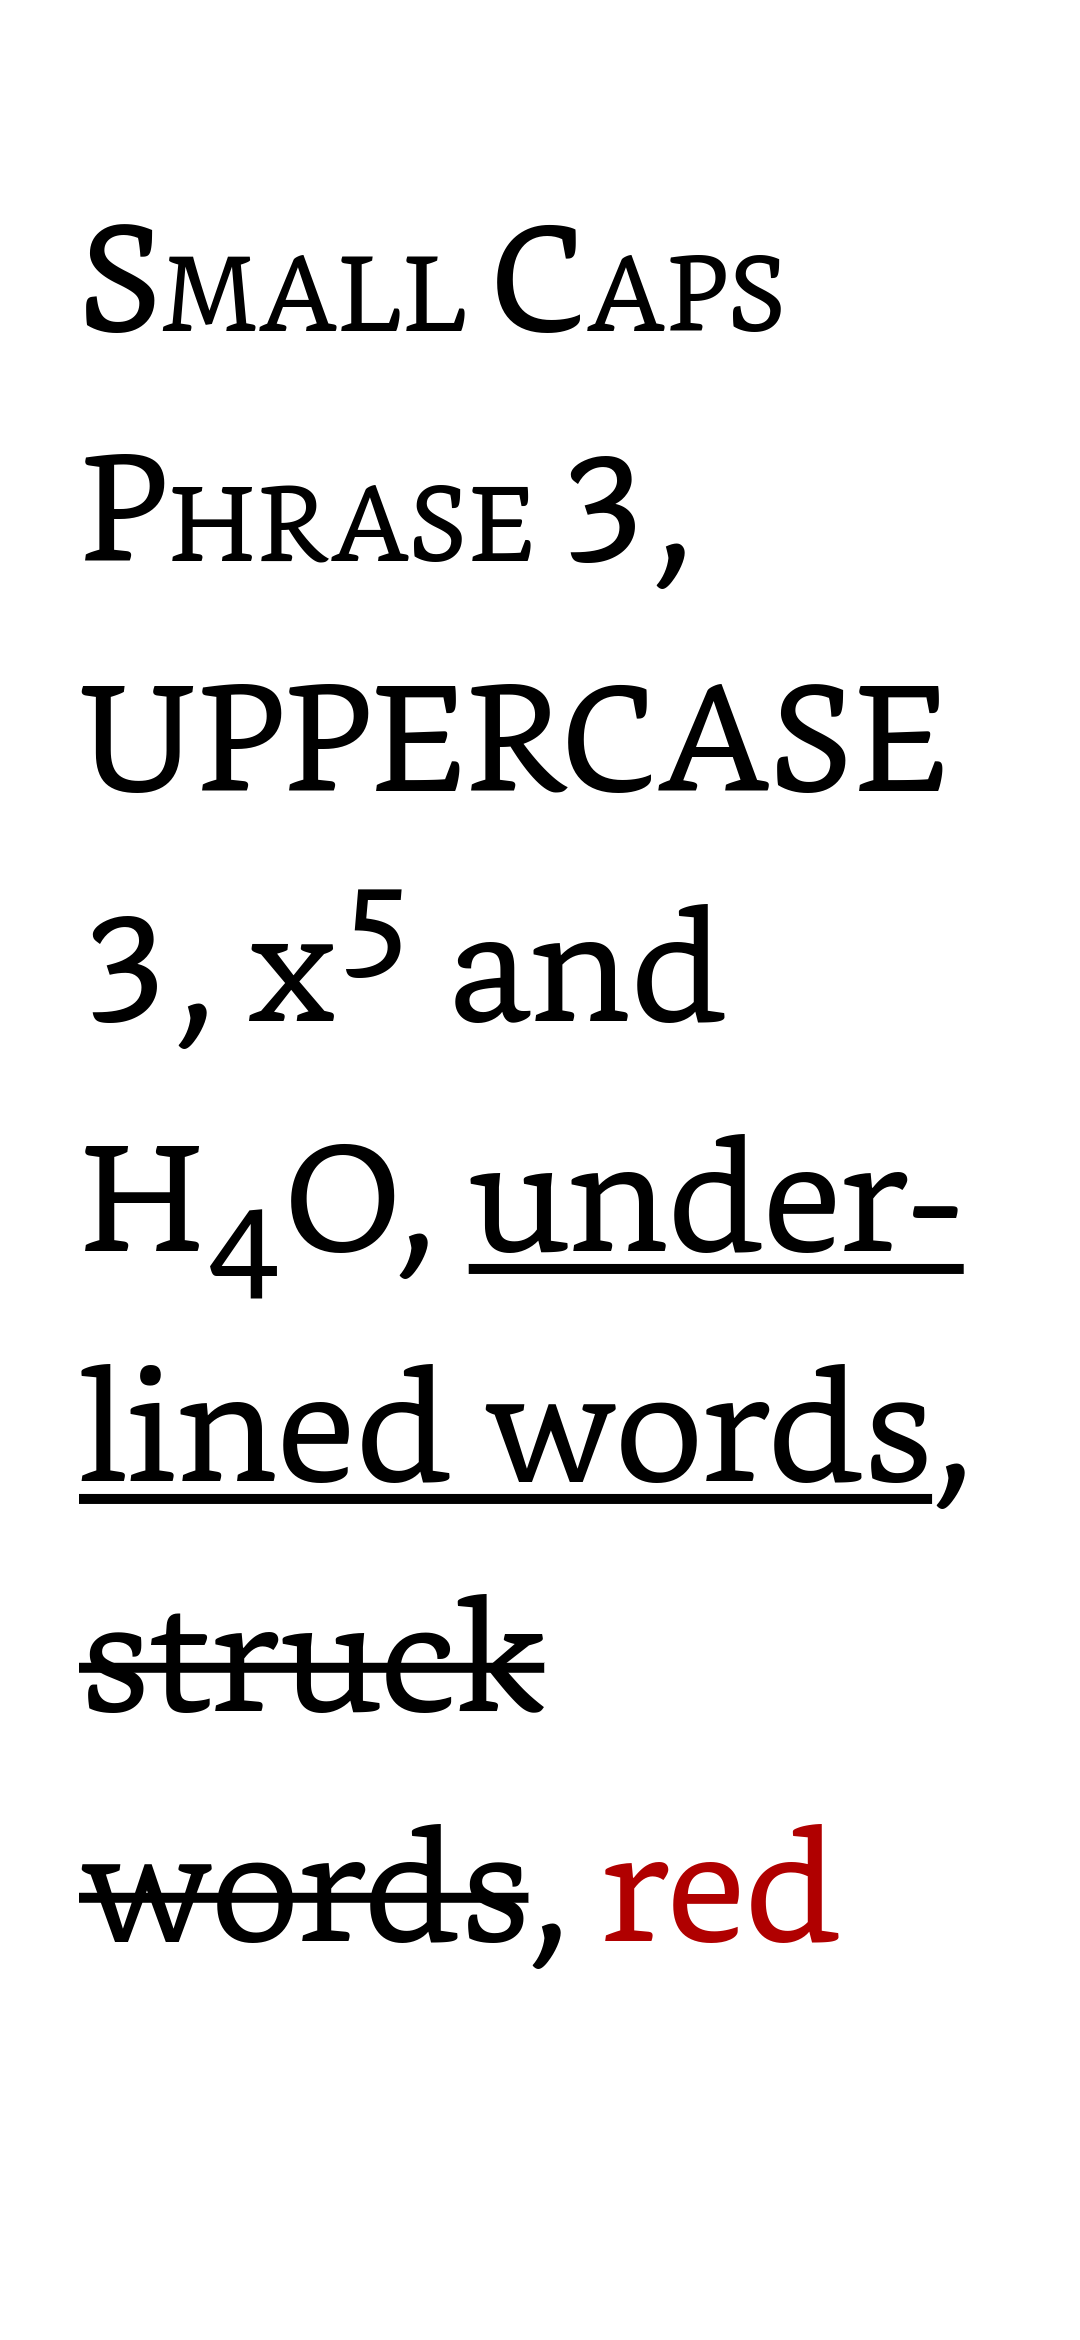 Small Caps
Phrase 3,
UPPERCASE
3, x⁵ and
H₄O, under-
lined words,
struck
words, red